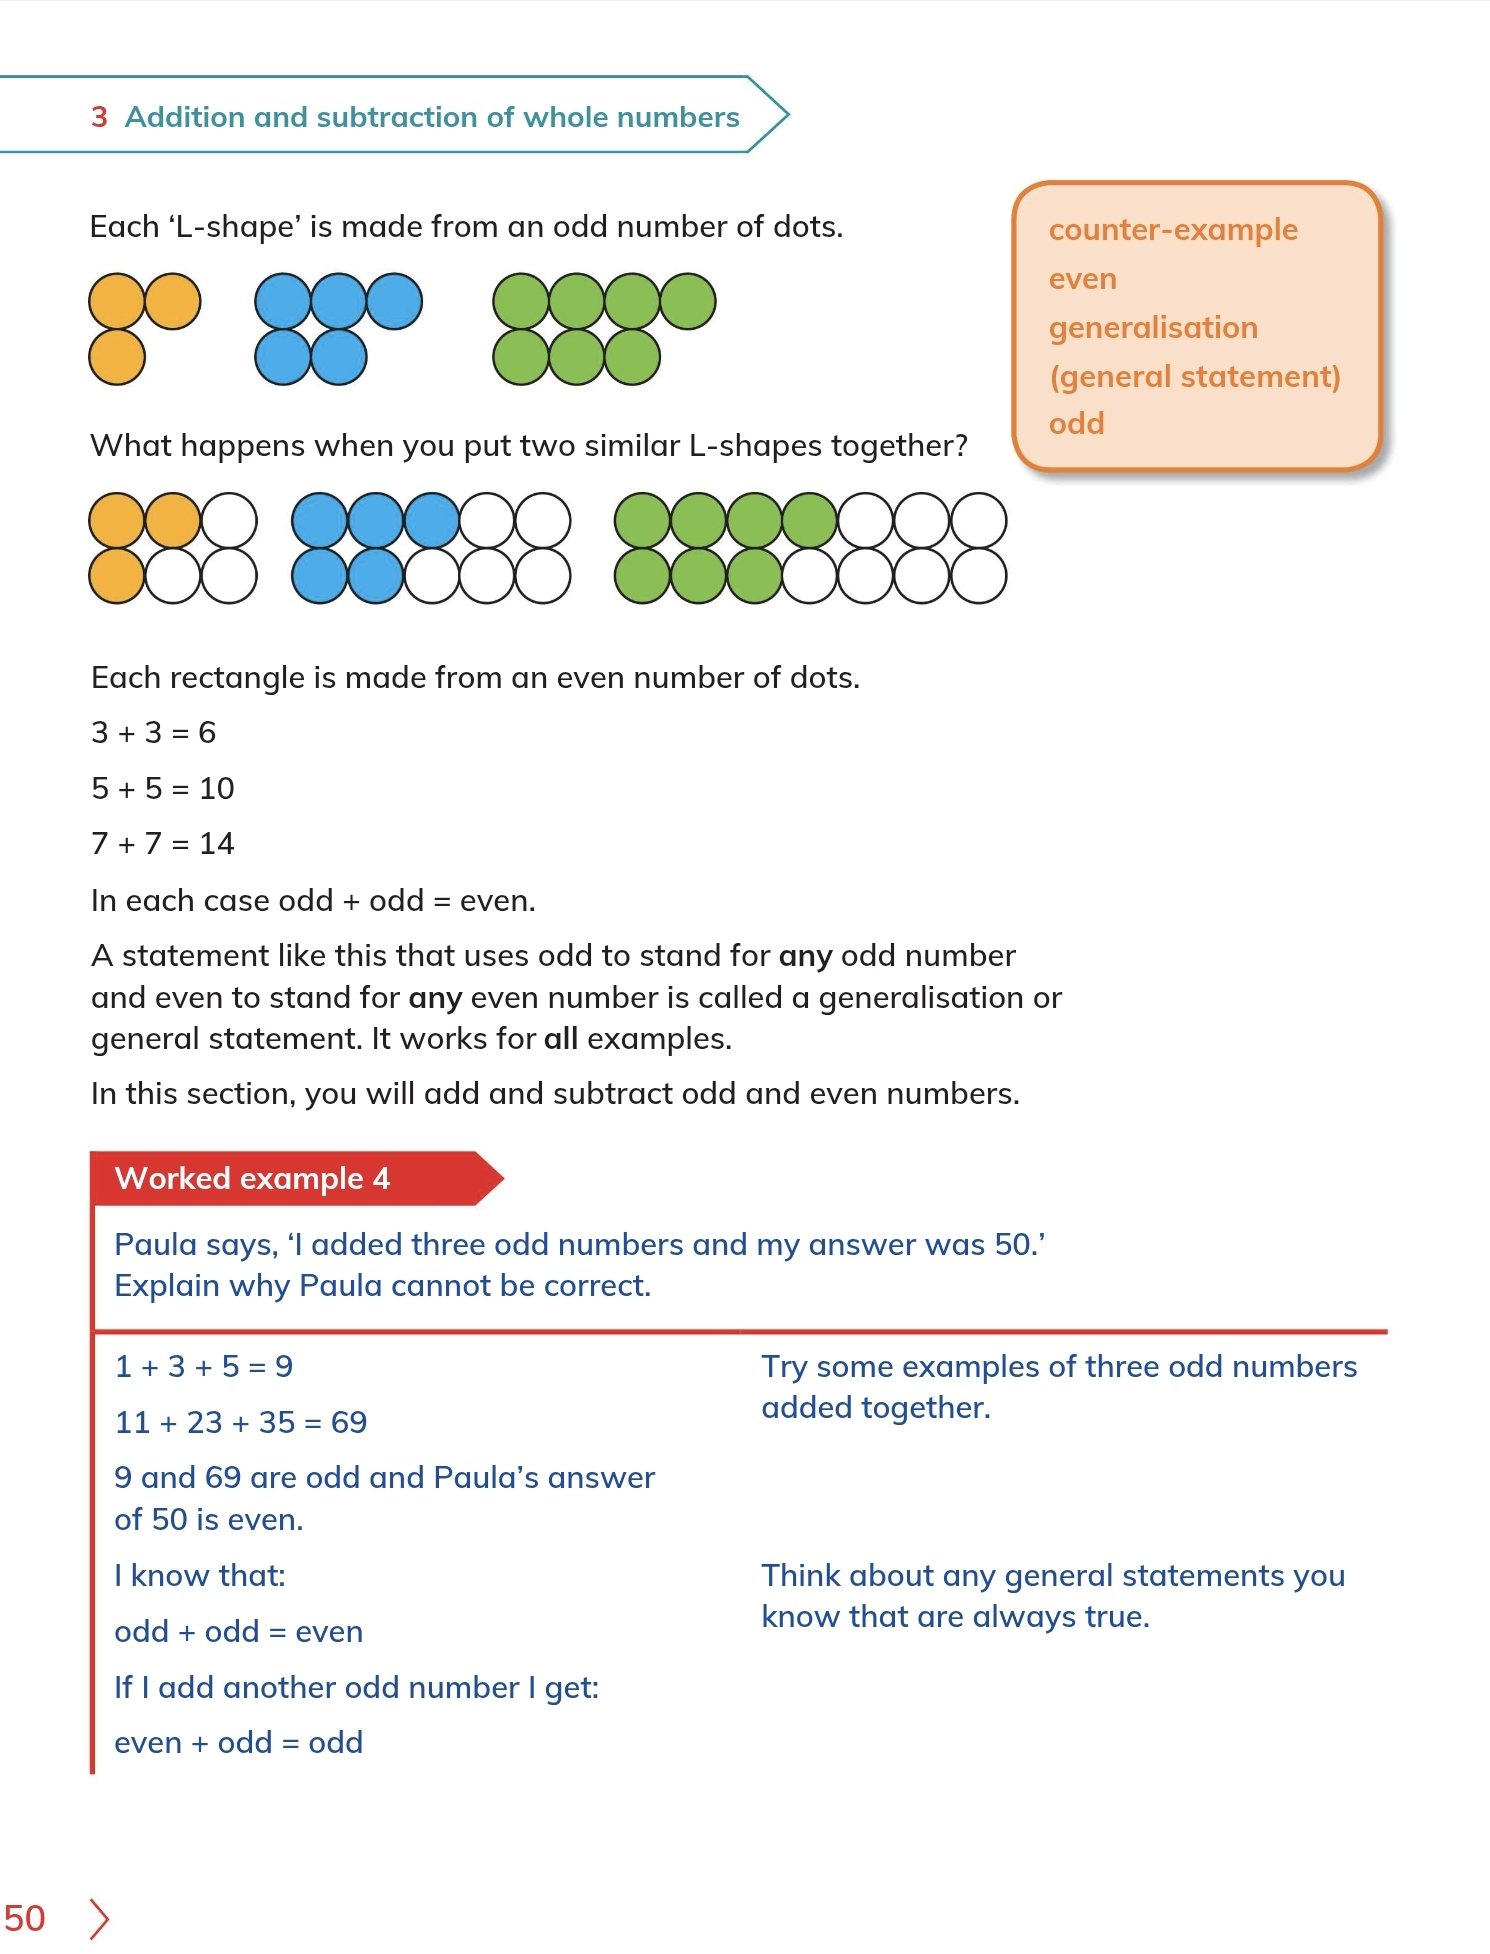 3 Addition and subtraction of whole numbers
Each ‘L-shape’ is made from an odd number of dots.
counter-example
even
generalisation
(general statement)
odd
What happens when you put two similar L-shapes together?
Each rectangle is made from an even number of dots.
3 + 3 = 6
5 + 5 = 10
7 + 7 = 14
In each case odd + odd = even.
A statement like this that uses odd to stand for any odd number
and even to stand for any even number is called a generalisation or
general statement. It works for all examples.
In this section, you will add and subtract odd and even numbers.
Worked example 4
Paula says, ‘I added three odd numbers and my answer was 50.’
Explain why Paula cannot be correct.
1 + 3 + 5 = 9
11 + 23 + 35 = 69
9 and 69 are odd and Paula’s answer
of 50 is even.
I know that:
odd + odd = even
If I add another odd number I get:
even + odd = odd
Try some examples of three odd numbers
added together.
Think about any general statements you
know that are always true.
50